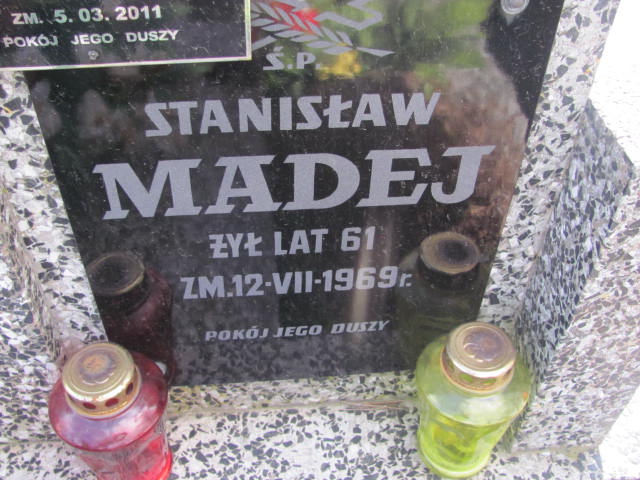 ZM. 5. 03. 2011
POKÓJ JEGO DUSZY
Ś.P
STANISŁAW
MADEJ
ŻYŁ LAT 61
ZM.12-VII-1969r.
POKÓJ JEGO DUSZY